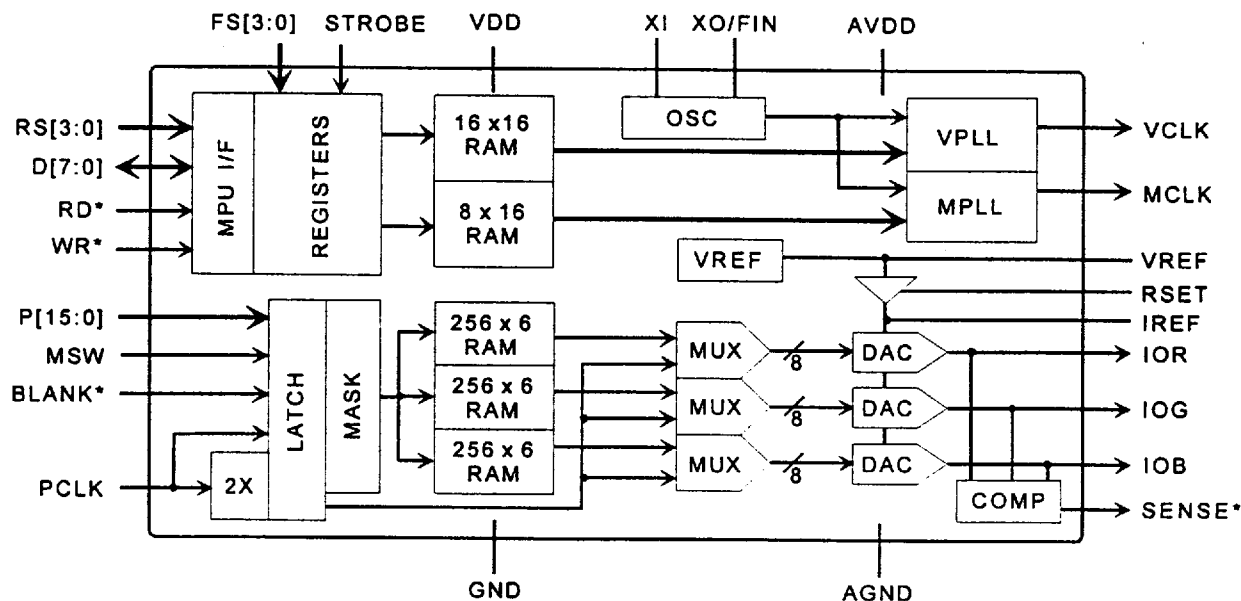 FS[3:0] STROBE VDD XI XO/FIN AVDD
RS[3:0]
D[7:0]
RD*
WR*
MPU I/F
REGISTERS
16 x16
RAM
8 x 16
RAM
OSC
VPLL
MPLL
VCLK
MCLK
VREF
VREF
RSET
IREF
P[15:0]
MSW
BLANK*
PCLK
2X
LATCH
MASK
256 x 6
RAM
256 x 6
RAM
256 x 6
RAM
MUX
8
DAC
IOR
MUX
8
DAC
IOG
MUX
8
DAC
IOB
COMP
SENSE*
GND
AGND